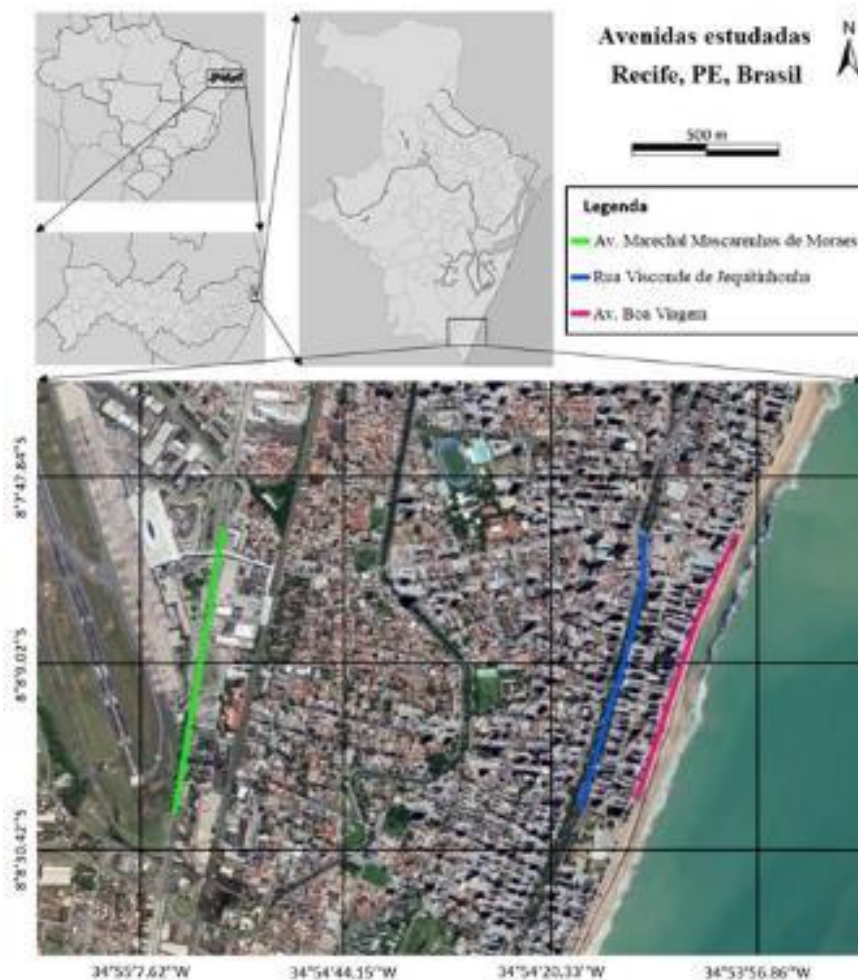 Avenidas estudadas
Recife, PE, Brasil
N
500 m
Legenda
Av. Marechal Mascarenhas de Moraes
Rua Visconde de Jequitinhonha
Av. Boa Viagem
8°7'47.84"S
8°8'9.02"S
8°8'30.42"S
34°55'7.62"W
34°54'44.15"W
34°54'20.33"W
34°53'56.86"W